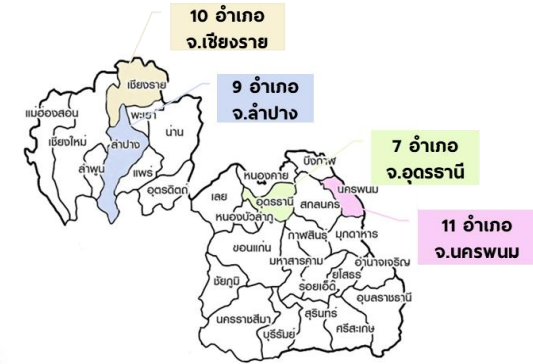 10 อำเภอ
จ.เชียงราย
9 อำเภอ
จ.ลำปาง
7 อำเภอ
จ.อุดรธานี
11 อำเภอ
จ.นครพนม
เชียงราย
แม่ฮ่องสอน
พะเยา
เชียงใหม่
ลำปาง
น่าน
ลำพูน
แพร่
อุตรดิตถ์
บึงกาฬ
หนองคาย
เลย
อุดรธานี
สกลนคร
นครพนม
หนองบัวลำภู
ขอนแก่น
กาฬสินธุ์
มุกดาหาร
มหาสารคาม
อำนาจเจริญ
ยโสธร
ชัยภูมิ
ร้อยเอ็ด
อุบลราชธานี
นครราชสีมา
สุรินทร์
บุรีรัมย์
ศรีสะเกษ